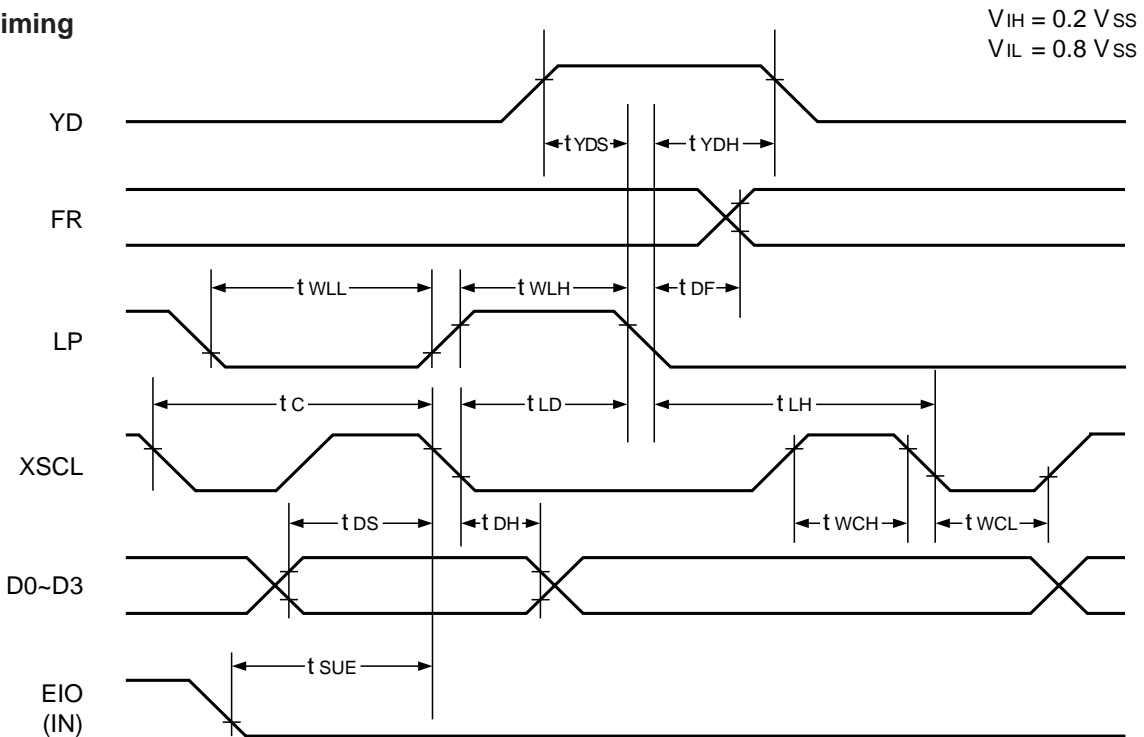 iming
VIH = 0.2 VSS
VIL = 0.8 VSS
YD
tYDS
tYDH
FR
tWLL
tWLH
tDF
LP
tC
tLD
tLH
XSCL
tDS
tDH
tWCH
tWCL
D0~D3
tSUE
EIO
(IN)